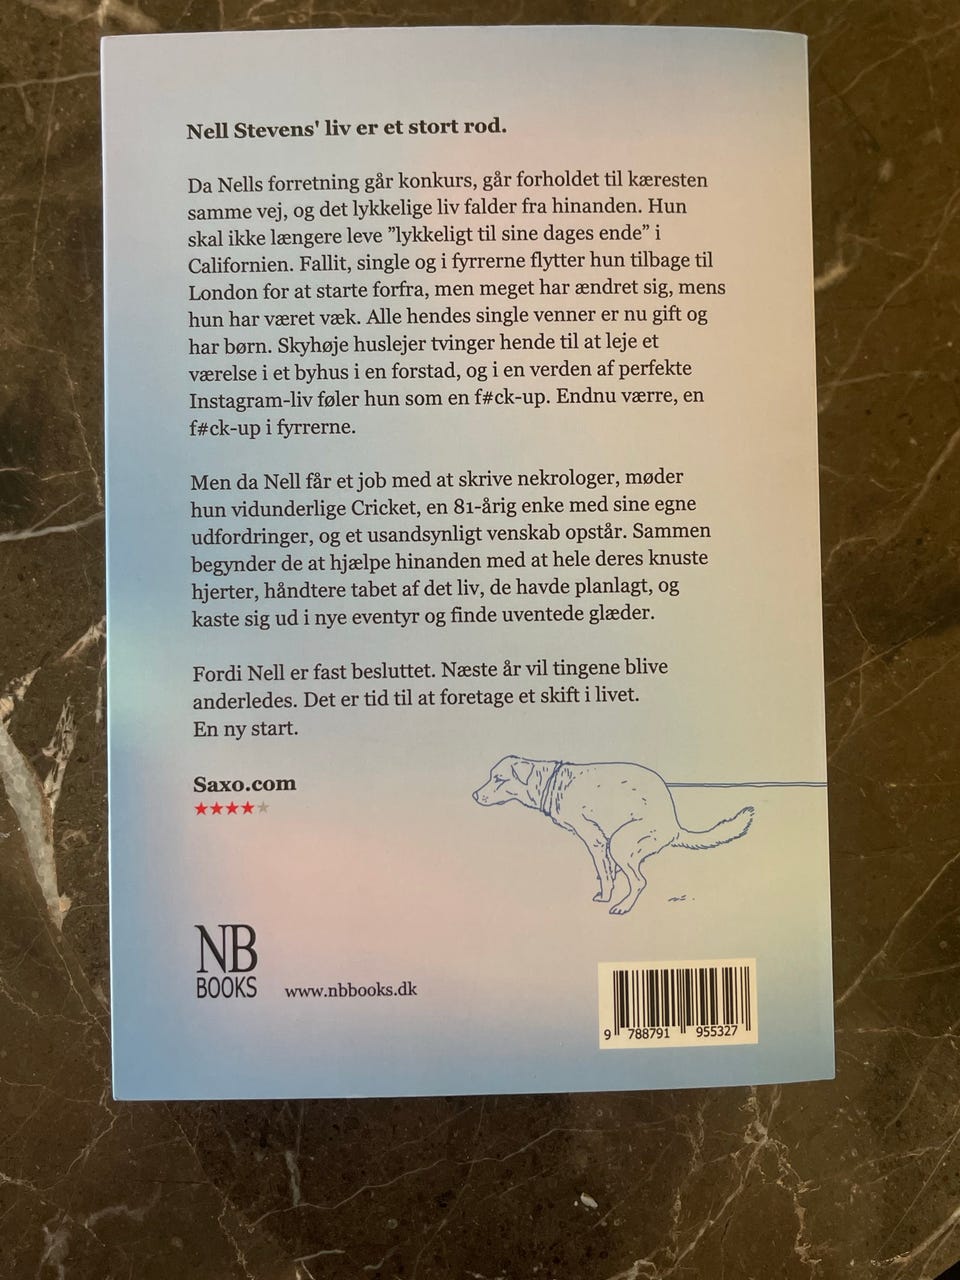 Nell Stevens' liv er et stort rod.
Da Nells forretning går konkurs, går forholdet til kæresten
samme vej, og det lykkelige liv falder fra hinanden. Hun
skal ikke længere leve ”lykkeligt til sine dages ende” i
Californien. Fallit, single og i fyrrerne flytter hun tilbage til
London for at starte forfra, men meget har ændret sig, mens
hun har været væk. Alle hendes single venner er nu gift og
har børn. Skyhøje huslejer tvinger hende til at leje et
værelse i et byhus i en forstad, og i en verden af perfekte
Instagram-liv føler hun som en f#ck-up. Endnu værre, en
f#ck-up i fyrrerne.
Men da Nell får et job med at skrive nekrologer, møder
hun vidunderlige Cricket, en 81-årig enke med sine egne
udfordringer, og et usandsynligt venskab opstår. Sammen
begynder de at hjælpe hinanden med at hele deres knuste
hjerter, håndtere tabet af det liv, de havde planlagt, og
kaste sig ud i nye eventyr og finde uventede glæder.
Fordi Nell er fast besluttet. Næste år vil tingene blive
anderledes. Det er tid til at foretage et skift i livet.
En ny start.
Saxo.com
NB
BOOKS
www.nbbooks.dk
9 788791 955327